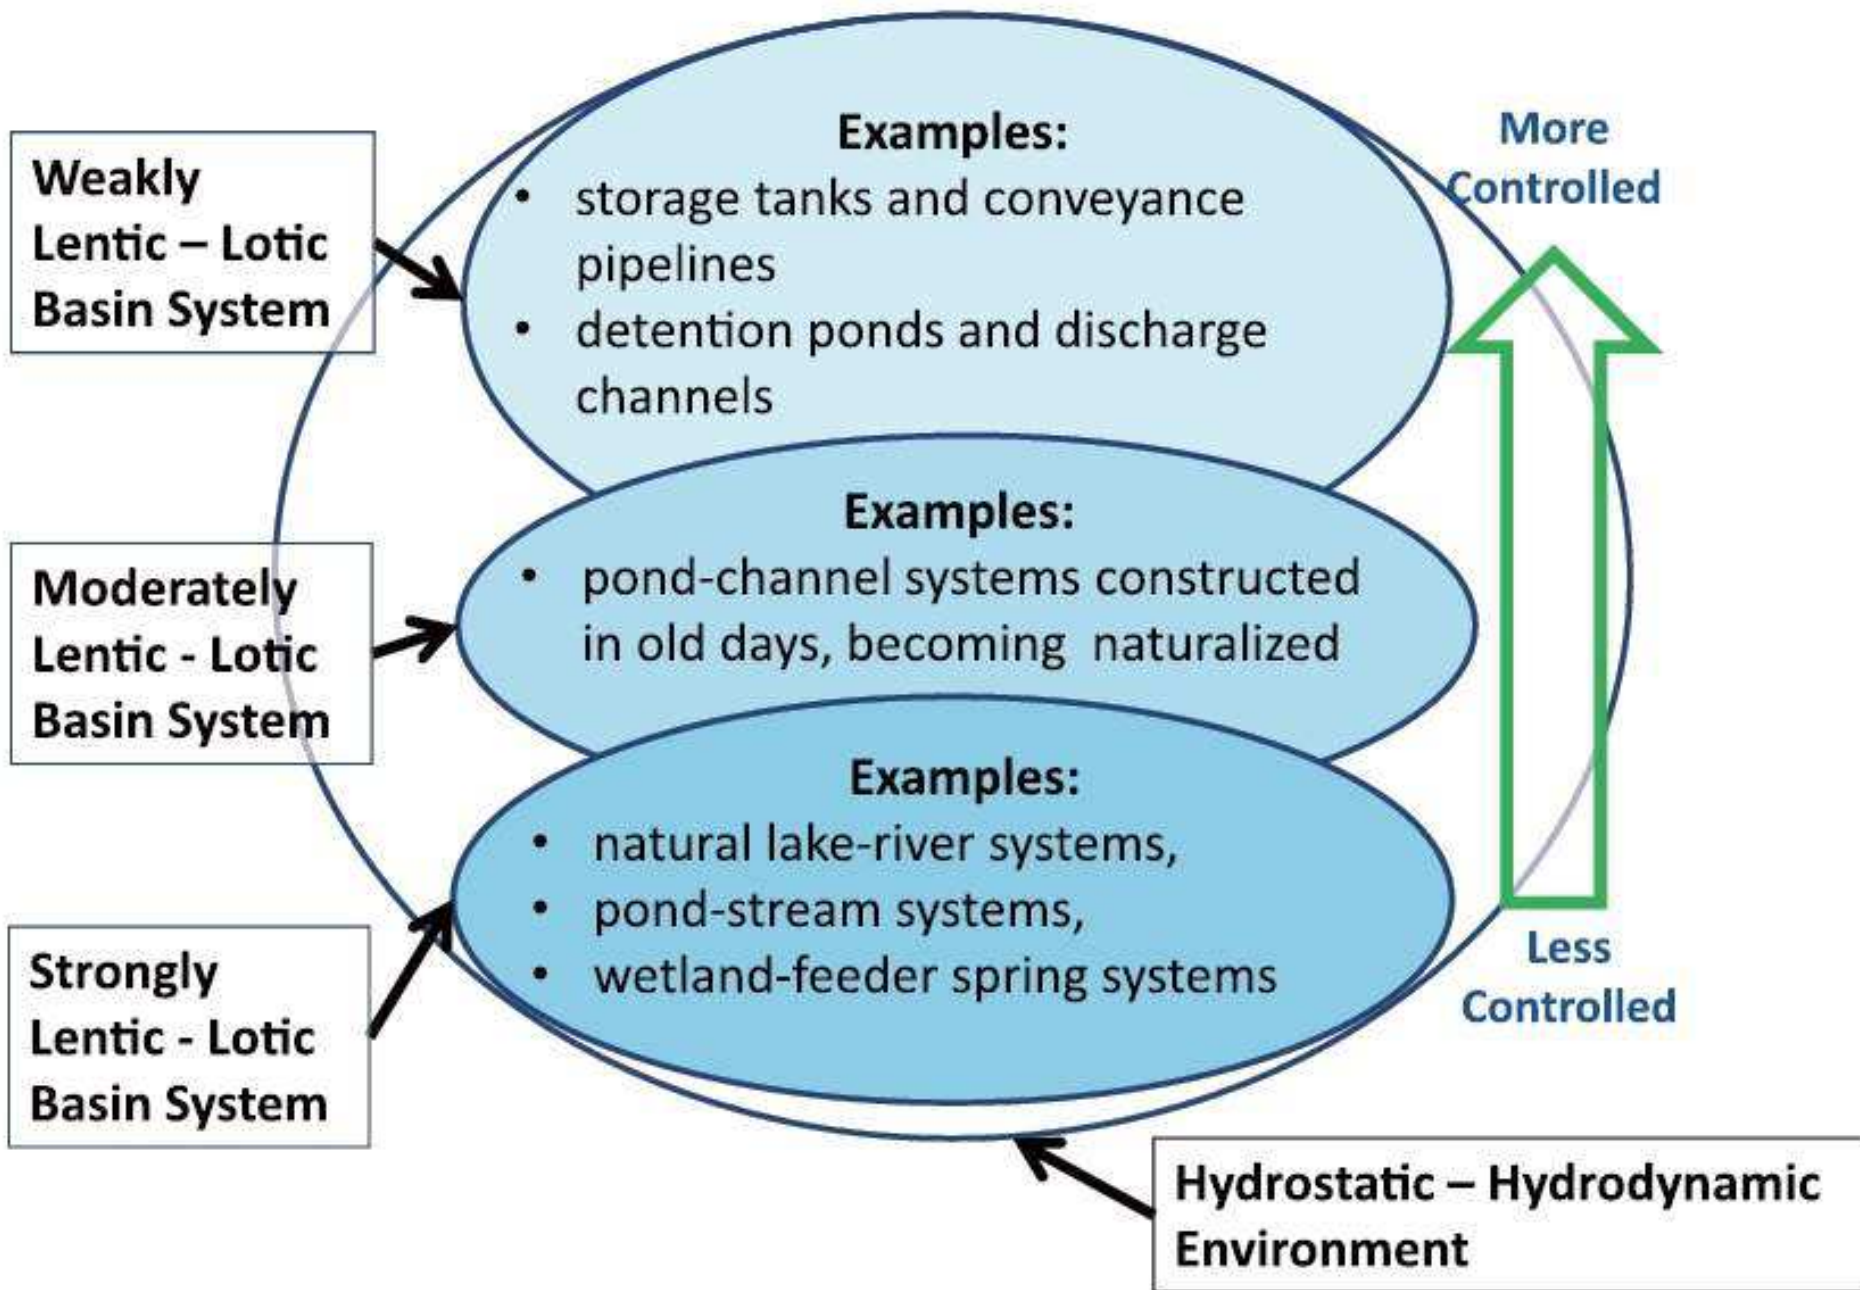 Weakly
Lentic – Lotic
Basin System
Examples:
• storage tanks and conveyance
pipelines
• detention ponds and discharge
channels
More
Controlled
Moderately
Lentic - Lotic
Basin System
Examples:
• pond-channel systems constructed
in old days, becoming naturalized
Strongly
Lentic - Lotic
Basin System
Examples:
• natural lake-river systems,
• pond-stream systems,
• wetland-feeder spring systems
Less
Controlled
Hydrostatic – Hydrodynamic
Environment